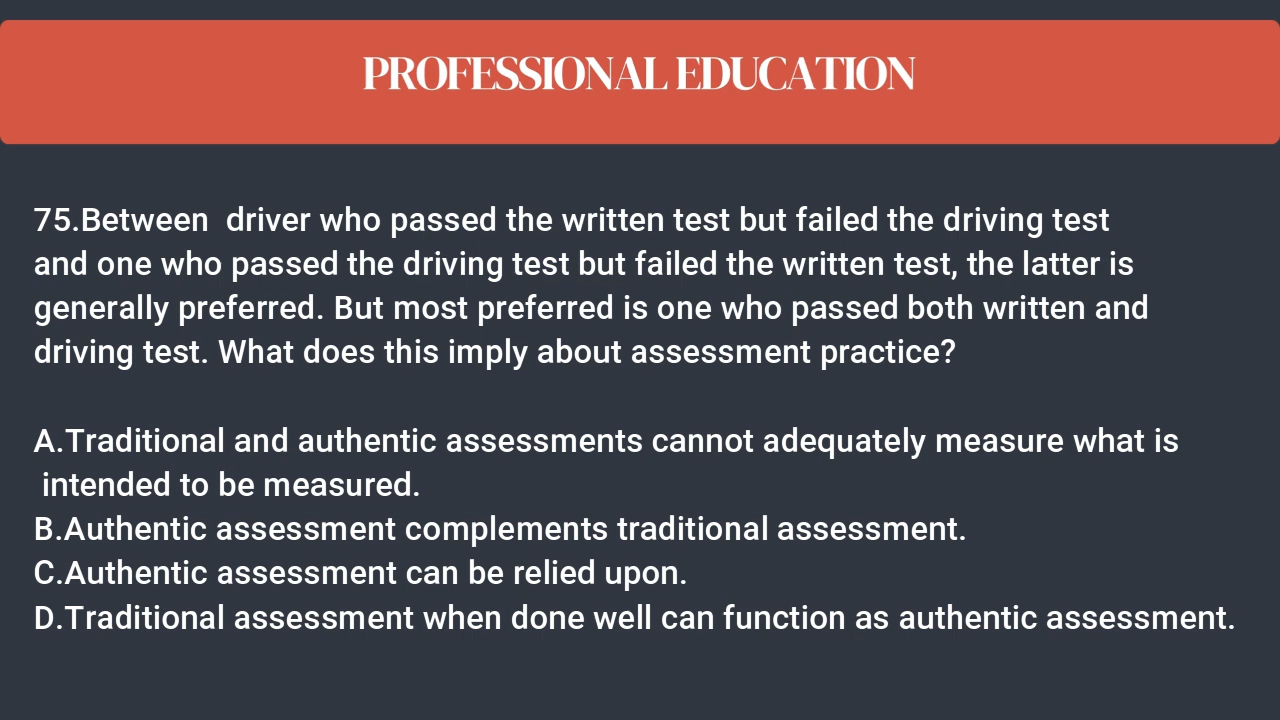 PROFESSIONAL EDUCATION
75.Between  driver who passed the written test but failed the driving test
and one who passed the driving test but failed the written test, the latter is
generally preferred. But most preferred is one who passed both written and
driving test. What does this imply about assessment practice?
A.Traditional and authentic assessments cannot adequately measure what is
intended to be measured.
B.Authentic assessment complements traditional assessment.
C.Authentic assessment can be relied upon.
D.Traditional assessment when done well can function as authentic assessment.